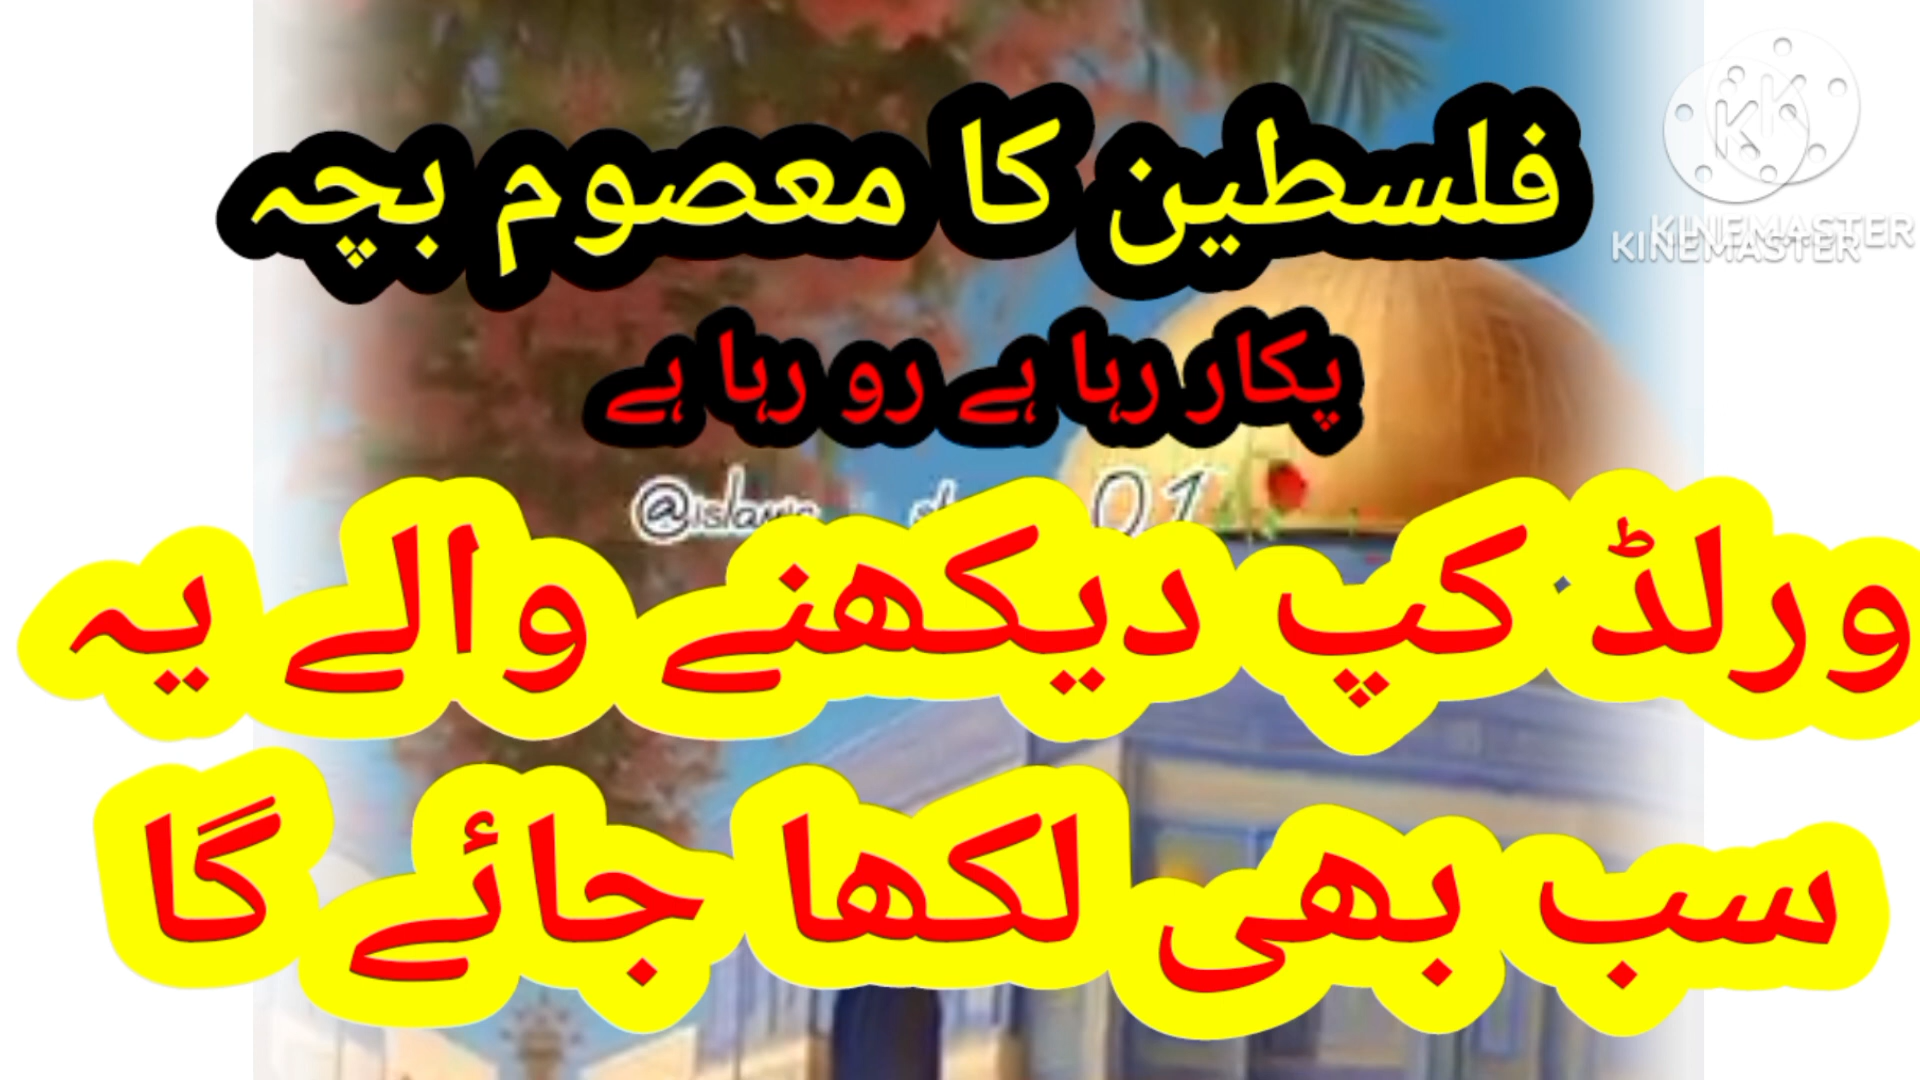 فلسطین کا معصوم بچہ
پکار رہا ہے رو رہا ہے
ورلڈ کپ دیکھنے والے یہ
سب بھی لکھا جائے گا
KINEMASTER
KINEMASTER